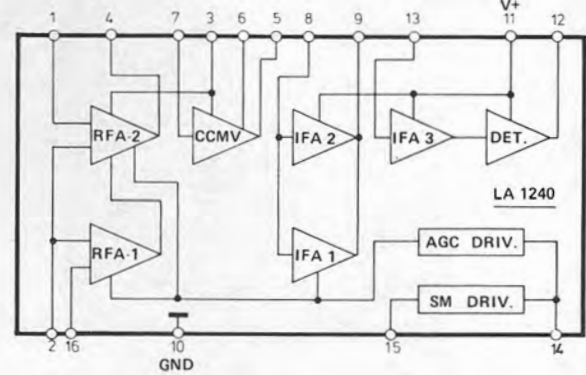 V+
1 4 7 3 6 5 8 9 13 11 12
RFA-2 CCMV IFA 2 IFA 3 DET.
LA 1240
RFA-1 IFA 1 AGC DRIV.
SM DRIV.
2 16 10 15 14
GND